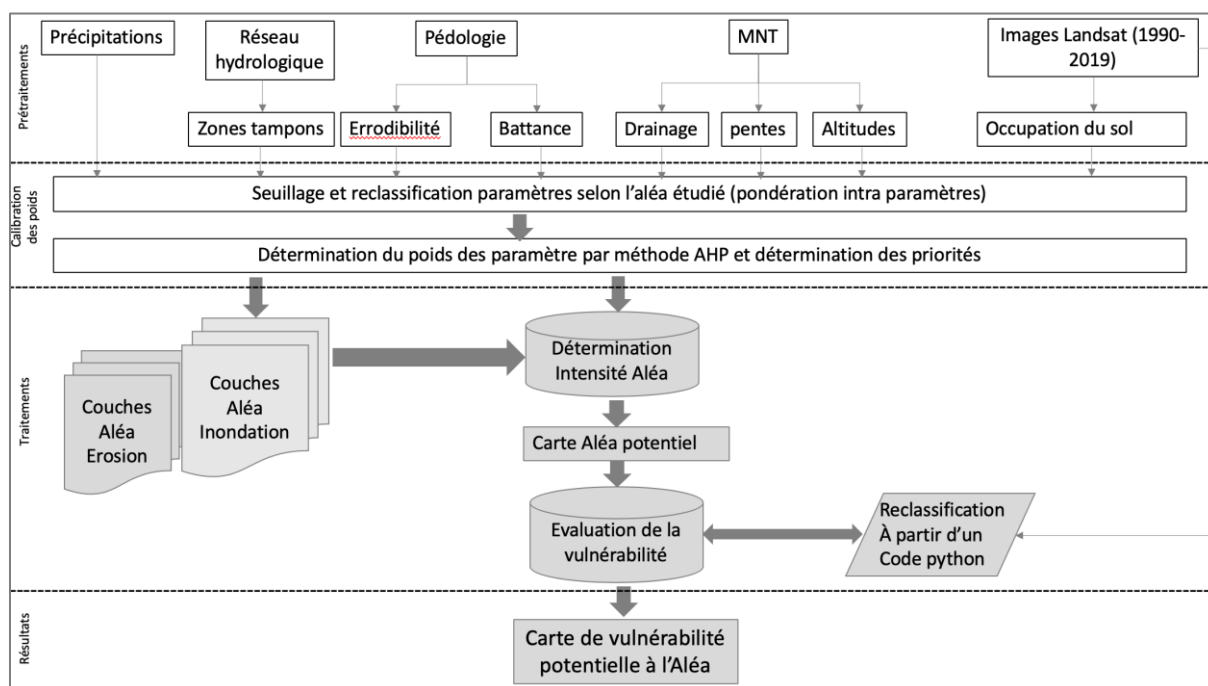 Prétraitements
Précipitations
Réseau
hydrologique
Pédologie
MNT
Images Landsat (1990-
2019)
Zones tampons
Errodibilité
Battance
Drainage
pentes
Altitudes
Occupation du sol
Calibration
des poids
Seuillage et reclassification paramètres selon l’aléa étudié (pondération intra paramètres)
Détermination du poids des paramètre par méthode AHP et détermination des priorités
Traitements
Couches
Aléa
Erosion
Couches
Aléa
Inondation
Détermination
Intensité Aléa
Carte Aléa potentiel
Evaluation de la
vulnérabilité
Reclassification
À partir d’un
Code python
Résultats
Carte de vulnérabilité
potentielle à l’Aléa